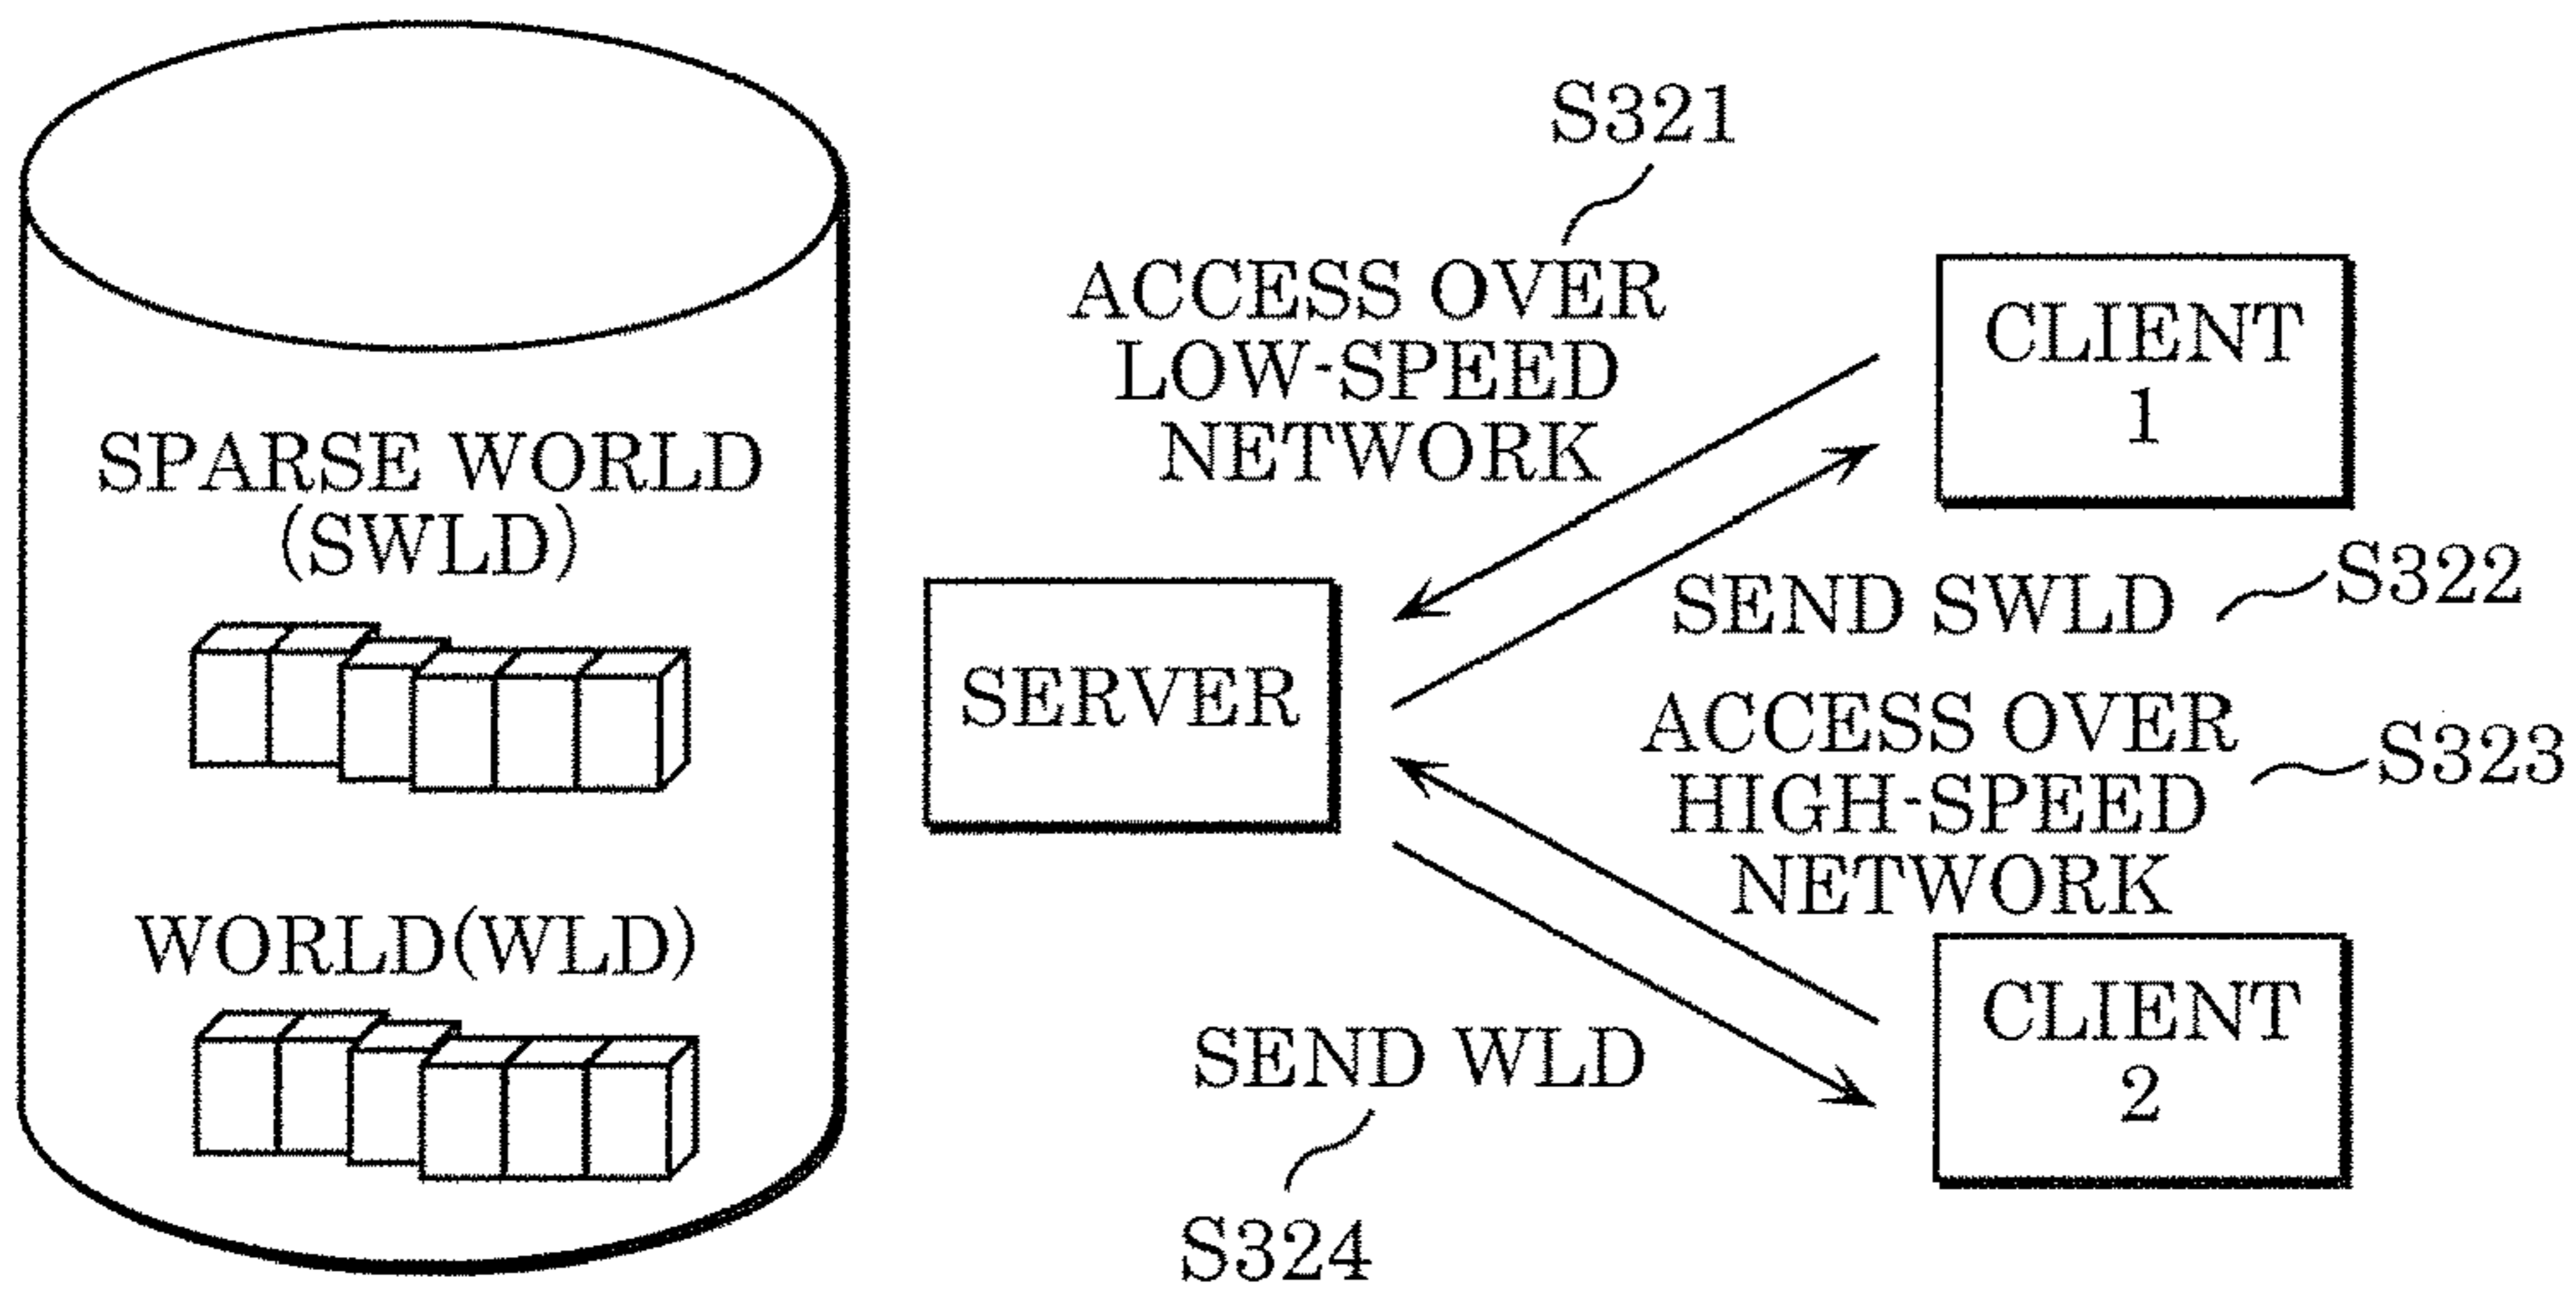 SPARSE WORLD
(SWLD)
WORLD(WLD)
SERVER
S321
ACCESS OVER
LOW-SPEED
NETWORK
CLIENT
1
SEND SWLD
S322
ACCESS OVER
HIGH-SPEED
NETWORK
S323
CLIENT
2
SEND WLD
S324